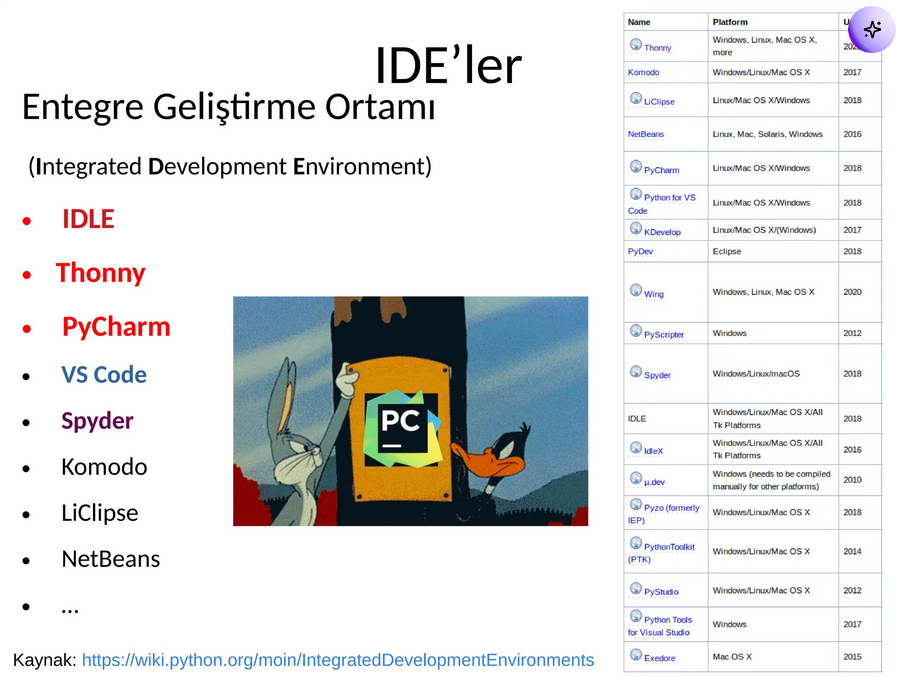 IDE’ler
Entegre Geliştirme Ortamı
(Integrated Development Environment)
• IDLE
• Thonny
• PyCharm
• VS Code
• Spyder
• Komodo
• LiClipse
• NetBeans
• ...
PC
Kaynak: https://wiki.python.org/moin/IntegratedDevelopmentEnvironments
Name Platform
Thonny Windows, Linux, Mac OS X,
more
Komodo Windows/Linux/Mac OS X 2017
LiClipse Linux/Mac OS X/Windows 2018
NetBeans Linux, Mac, Solaris, Windows 2016
PyCharm Linux/Mac OS X/Windows 2018
Python for VS
Code Linux/Mac OS X/Windows 2018
KDevelop Linux/Mac OS X/(Windows) 2017
PyDev Eclipse 2018
Wing Windows, Linux, Mac OS X 2020
PyScripter Windows 2012
Spyder Windows/Linux/macOS 2018
IDLE Windows/Linux/Mac OS X/All
Tk Platforms 2018
IdleX Windows/Linux/Mac OS X/All
Tk Platforms 2016
µ.dev Windows (needs to be compiled
manually for other platforms) 2010
Pyzo (formerly
IEP) Windows/Linux/Mac OS X 2018
PythonToolkit
(PTK) Windows/Linux/Mac OS X 2014
PyStudio Windows/Linux/Mac OS X 2012
Python Tools
for Visual Studio Windows 2017
Exedore Mac OS X 2015